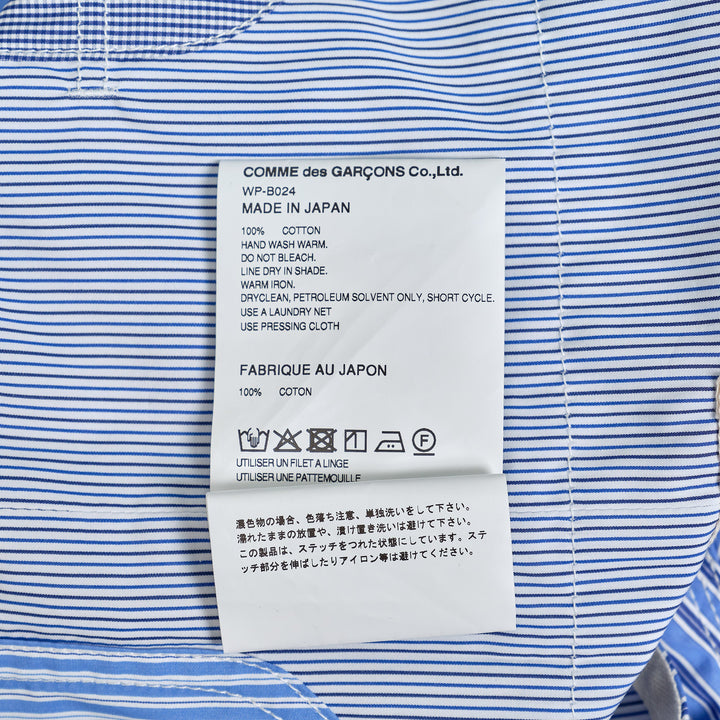 COMME des GARÇONS Co.,Ltd.
WP-B024
MADE IN JAPAN
100% COTTON
HAND WASH WARM.
DO NOT BLEACH.
LINE DRY IN SHADE.
WARM IRON.
DRYCLEAN, PETROLEUM SOLVENT ONLY, SHORT CYCLE.
USE A LAUNDRY NET
USE PRESSING CLOTH
FABRIQUE AU JAPON
100% COTON
F
UTILISER UN FILET A LINGE
UTILISER UNE PATTEMOUILLE
濃色物の場合、色落ち注意、単独洗いをして下さい。
濡れたままの放置や、漬け置き洗いは避けて下さい。
この製品は、ステッチをつれた状態にしています。ステ
ッチ部分を伸ばしたりアイロン等は避けてください。